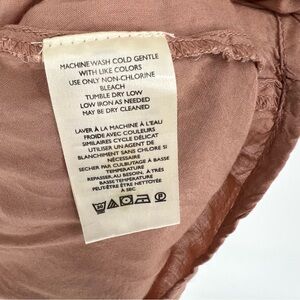 MACHINE WASH COLD GENTLE
WITH LIKE COLORS
USE ONLY NON-CHLORINE
BLEACH
TUMBLE DRY LOW
LOW IRON AS NEEDED
MAY BE DRY CLEANED
LAVER À LA MACHINE À L'EAU
FROIDE AVEC COULEURS
SIMILAIRES CYCLE DÉLICAT
UTILISER UN AGENT DE
BLANCHIMENT SANS CHLORE SI
NÉCESSAIRE
SECHER PAR CULBUTAGE À BASSE
TEMPÉRATURE
REPASSER AU BESOIN, À TRÈS
BASSE TEMPÉRATURE
PEUT-ÊTRE ÊTRE NETTOYÉE
À SEC